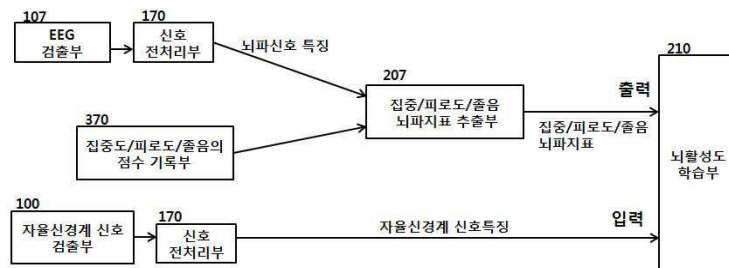 107
EEG
검출부
170
신호
전처리부
뇌파신호 특징
370
집중도/피로도/졸음의
점수 기록부
207
집중/피로도/졸음
뇌파지표 추출부
출력
집중/피로도/졸음
뇌파지표
210
뇌활성도
학습부
100
자율신경계 신호
검출부
170
신호
전처리부
자율신경계 신호특징
입력